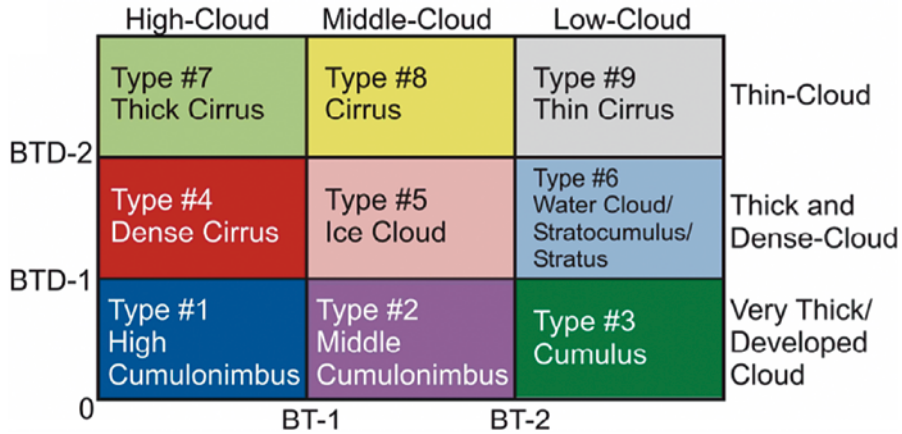 High-Cloud Middle-Cloud Low-Cloud
Type #7
Thick Cirrus
Type #8
Cirrus
Type #9
Thin Cirrus
Thin-Cloud
BTD-2
Type #4
Dense Cirrus
Type #5
Ice Cloud
Type #6
Water Cloud/
Stratocumulus/
Stratus
Thick and
Dense-Cloud
BTD-1
Type #1
High
Cumulonimbus
Type #2
Middle
Cumulonimbus
Type #3
Cumulus
Very Thick/
Developed
Cloud
0
BT-1
BT-2